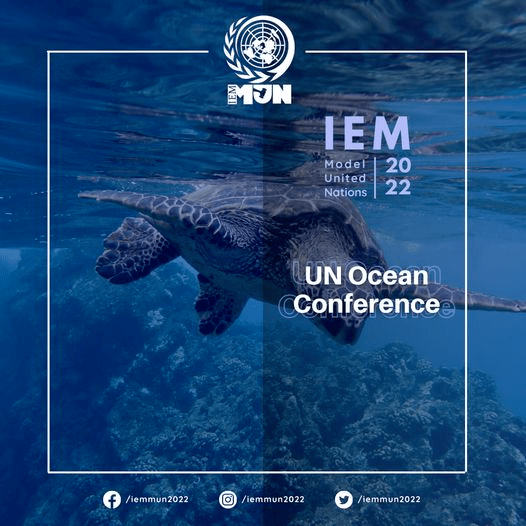 IEM
MUN
IEM
Model
United
Nations
20
22
UN Ocean
Conference
/iemmun2022
/iemmun2022
/iemmun2022